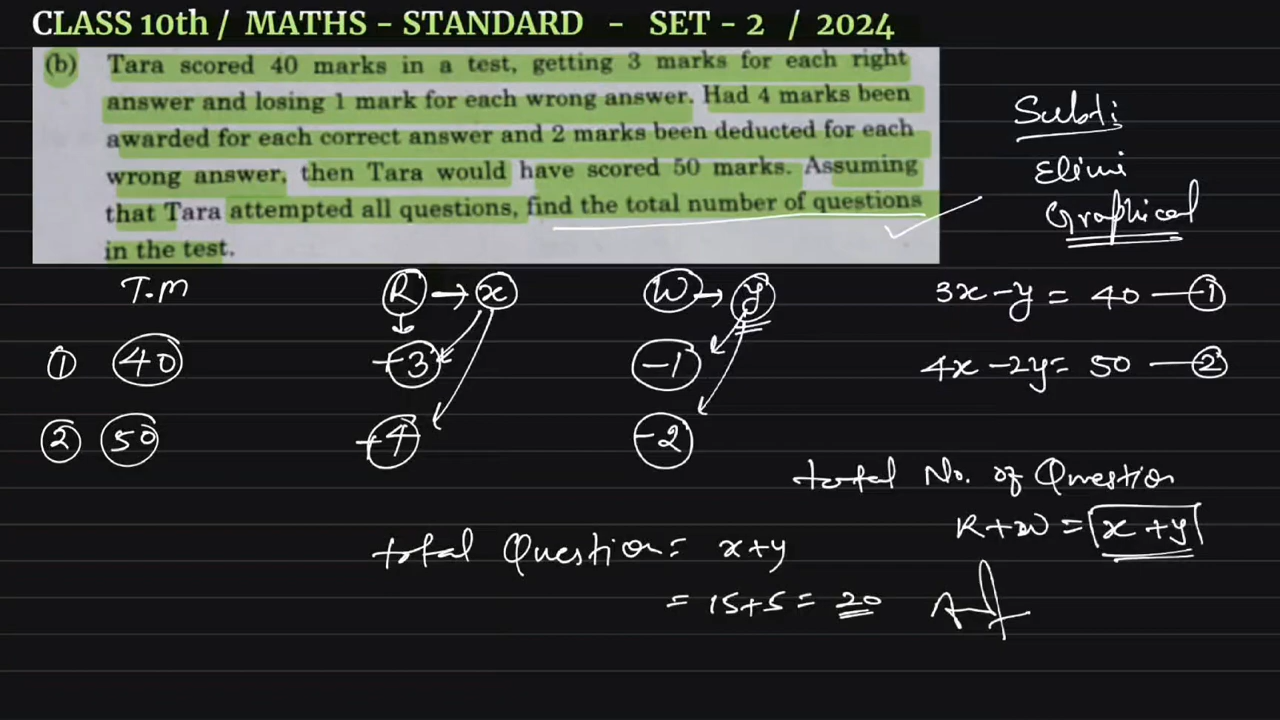 CLASS 10th / MATHS - STANDARD - SET - 2 / 2024
(b) Tara scored 40 marks in a test, getting 3 marks for each right
answer and losing 1 mark for each wrong answer. Had 4 marks been
awarded for each correct answer and 2 marks been deducted for each
wrong answer, then Tara would have scored 50 marks. Assuming
that Tara attempted all questions, find the total number of questions
in the test.
Substi
Elimi
Graphical
T.M R → x W → y
① 40 +3 -1
② 50 +4 -2
3x - y = 40 — ①
4x - 2y = 50 — ②
total No. of Question
R + W = x + y
total Question = x + y
= 15 + 5 = 20